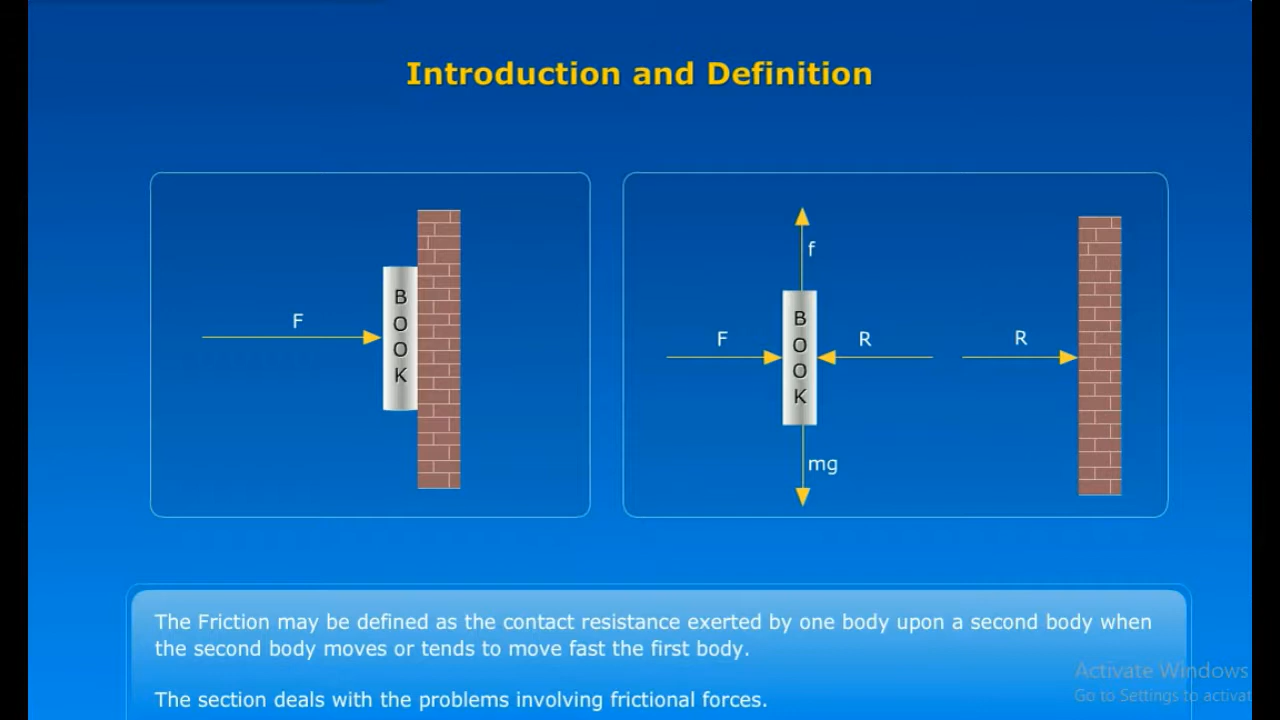 Introduction and Definition
F
B
O
O
K
f
F
B
O
O
K
R
R
mg
The Friction may be defined as the contact resistance exerted by one body upon a second body when
the second body moves or tends to move fast the first body.
The section deals with the problems involving frictional forces.
Activate Windows
Go to Settings to activat